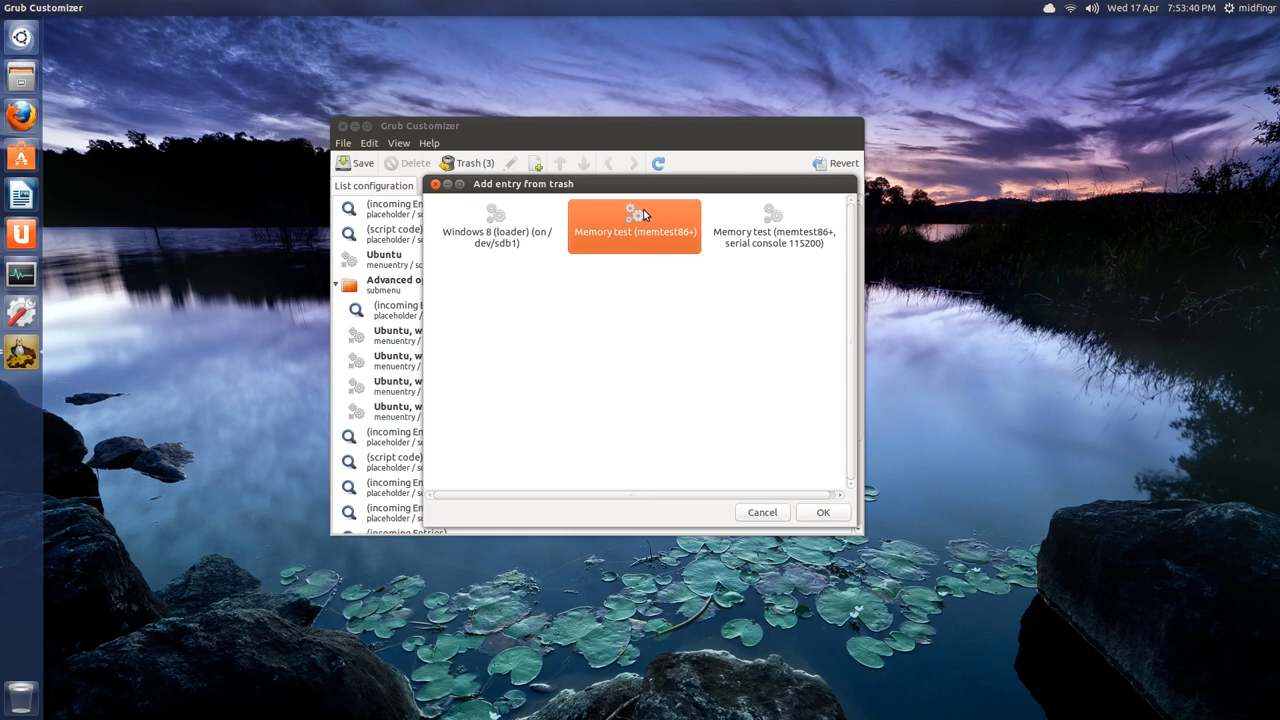 Grub Customizer
Wed 17 Apr 7:53:40 PM midfingr
Grub Customizer
File Edit View Help
Save Delete Trash (3) Revert
List configuration
Add entry from trash
(incoming E
placeholder / s
(script code)
placeholder / s
Ubuntu
menuentry / s
Advanced o
submenu
(incoming E
placeholder /
Ubuntu, w
menuentry /
Ubuntu, w
menuentry /
Ubuntu, w
menuentry /
Ubuntu, w
menuentry /
(incoming En
placeholder / s
(script code)
placeholder / s
(incoming En
placeholder / s
(incoming En
placeholder / s
(incoming Entries)
Windows 8 (loader) (on /
dev/sdb1)
Memory test (memtest86+)
Memory test (memtest86+,
serial console 115200)
Cancel OK